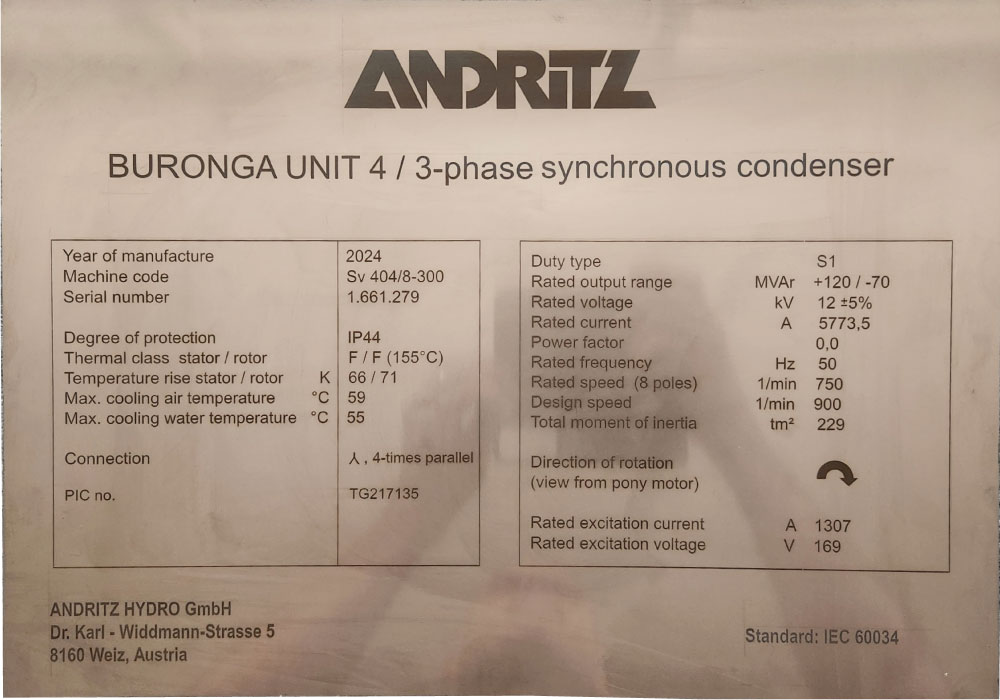 ANDRITZ
BURONGA UNIT 4 / 3-phase synchronous condenser
Year of manufacture 2024
Machine code Sv 404/8-300
Serial number 1.661.279
Degree of protection IP44
Thermal class stator / rotor F / F (155°C)
Temperature rise stator / rotor K 66 / 71
Max. cooling air temperature °C 59
Max. cooling water temperature °C 55
Connection ⅄ , 4-times parallel
PIC no. TG217135
Duty type S1
Rated output range MVAr +120 / -70
Rated voltage kV 12 ±5%
Rated current A 5773,5
Power factor 0,0
Rated frequency Hz 50
Rated speed (8 poles) 1/min 750
Design speed 1/min 900
Total moment of inertia tm² 229
Direction of rotation
(view from pony motor)
Rated excitation current A 1307
Rated excitation voltage V 169
ANDRITZ HYDRO GmbH
Dr. Karl - Widdmann-Strasse 5
8160 Weiz, Austria
Standard: IEC 60034